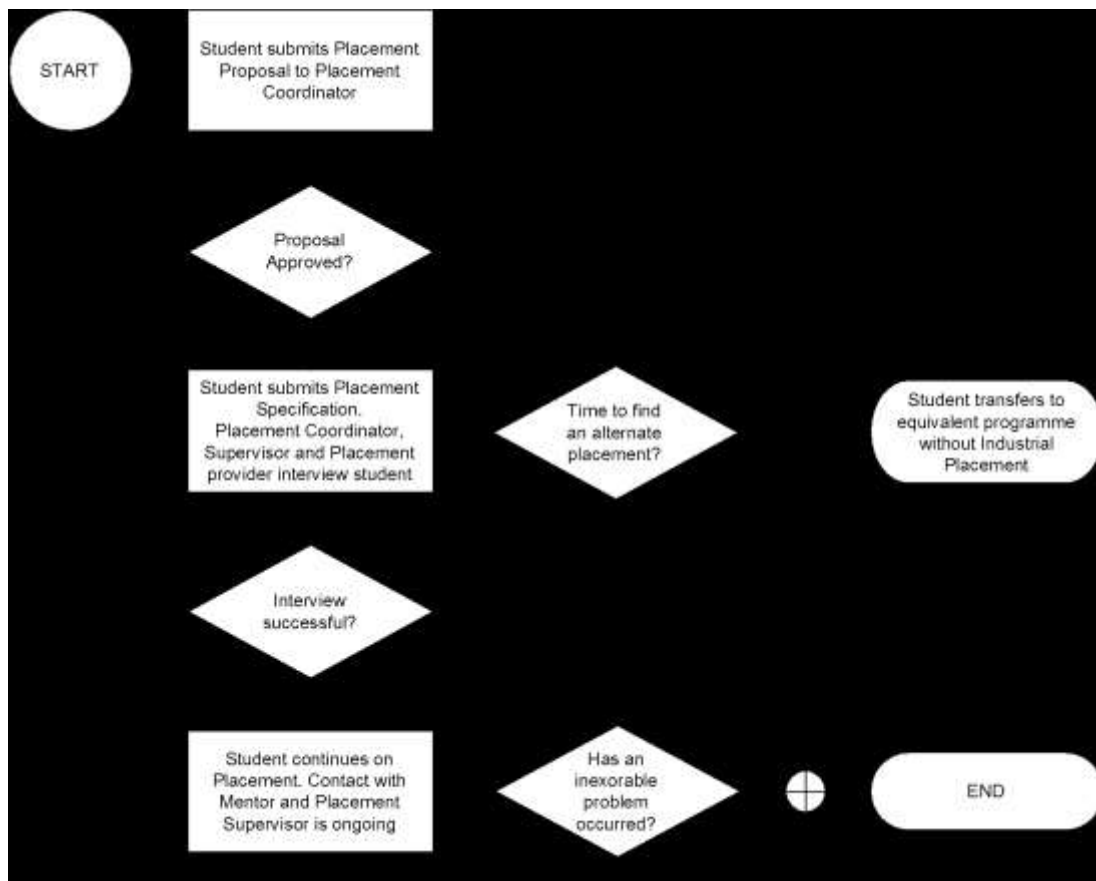 START
Student submits Placement
Proposal to Placement
Coordinator
Proposal
Approved?
Student submits Placement
Specification.
Placement Coordinator,
Supervisor and Placement
provider interview student
Time to find
an alternate
placement?
Student transfers to
equivalent programme
without Industrial
Placement
Interview
successful?
Student continues on
Placement. Contact with
Mentor and Placement
Supervisor is ongoing
Has an
inexorable
problem
occurred?
END